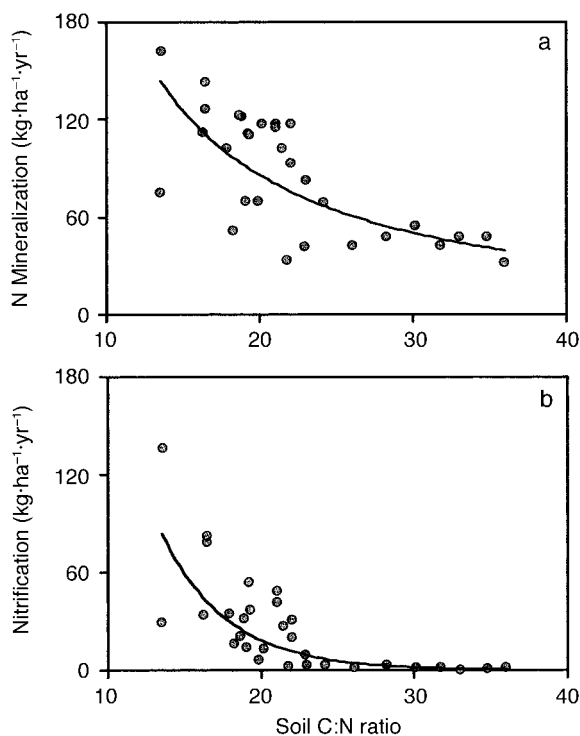 180
a
120
60
0
N Mineralization (kg·ha⁻¹·yr⁻¹)
10 20 30 40
180
b
120
60
0
Nitrification (kg·ha⁻¹·yr⁻¹)
10 20 30 40
Soil C:N ratio